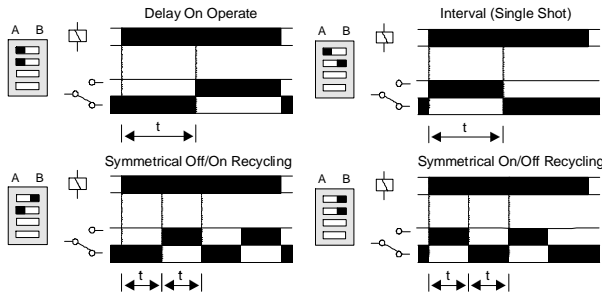 Delay On Operate
A B
t
Interval (Single Shot)
A B
t
Symmetrical Off/On Recycling
A B
t t
Symmetrical On/Off Recycling
A B
t t